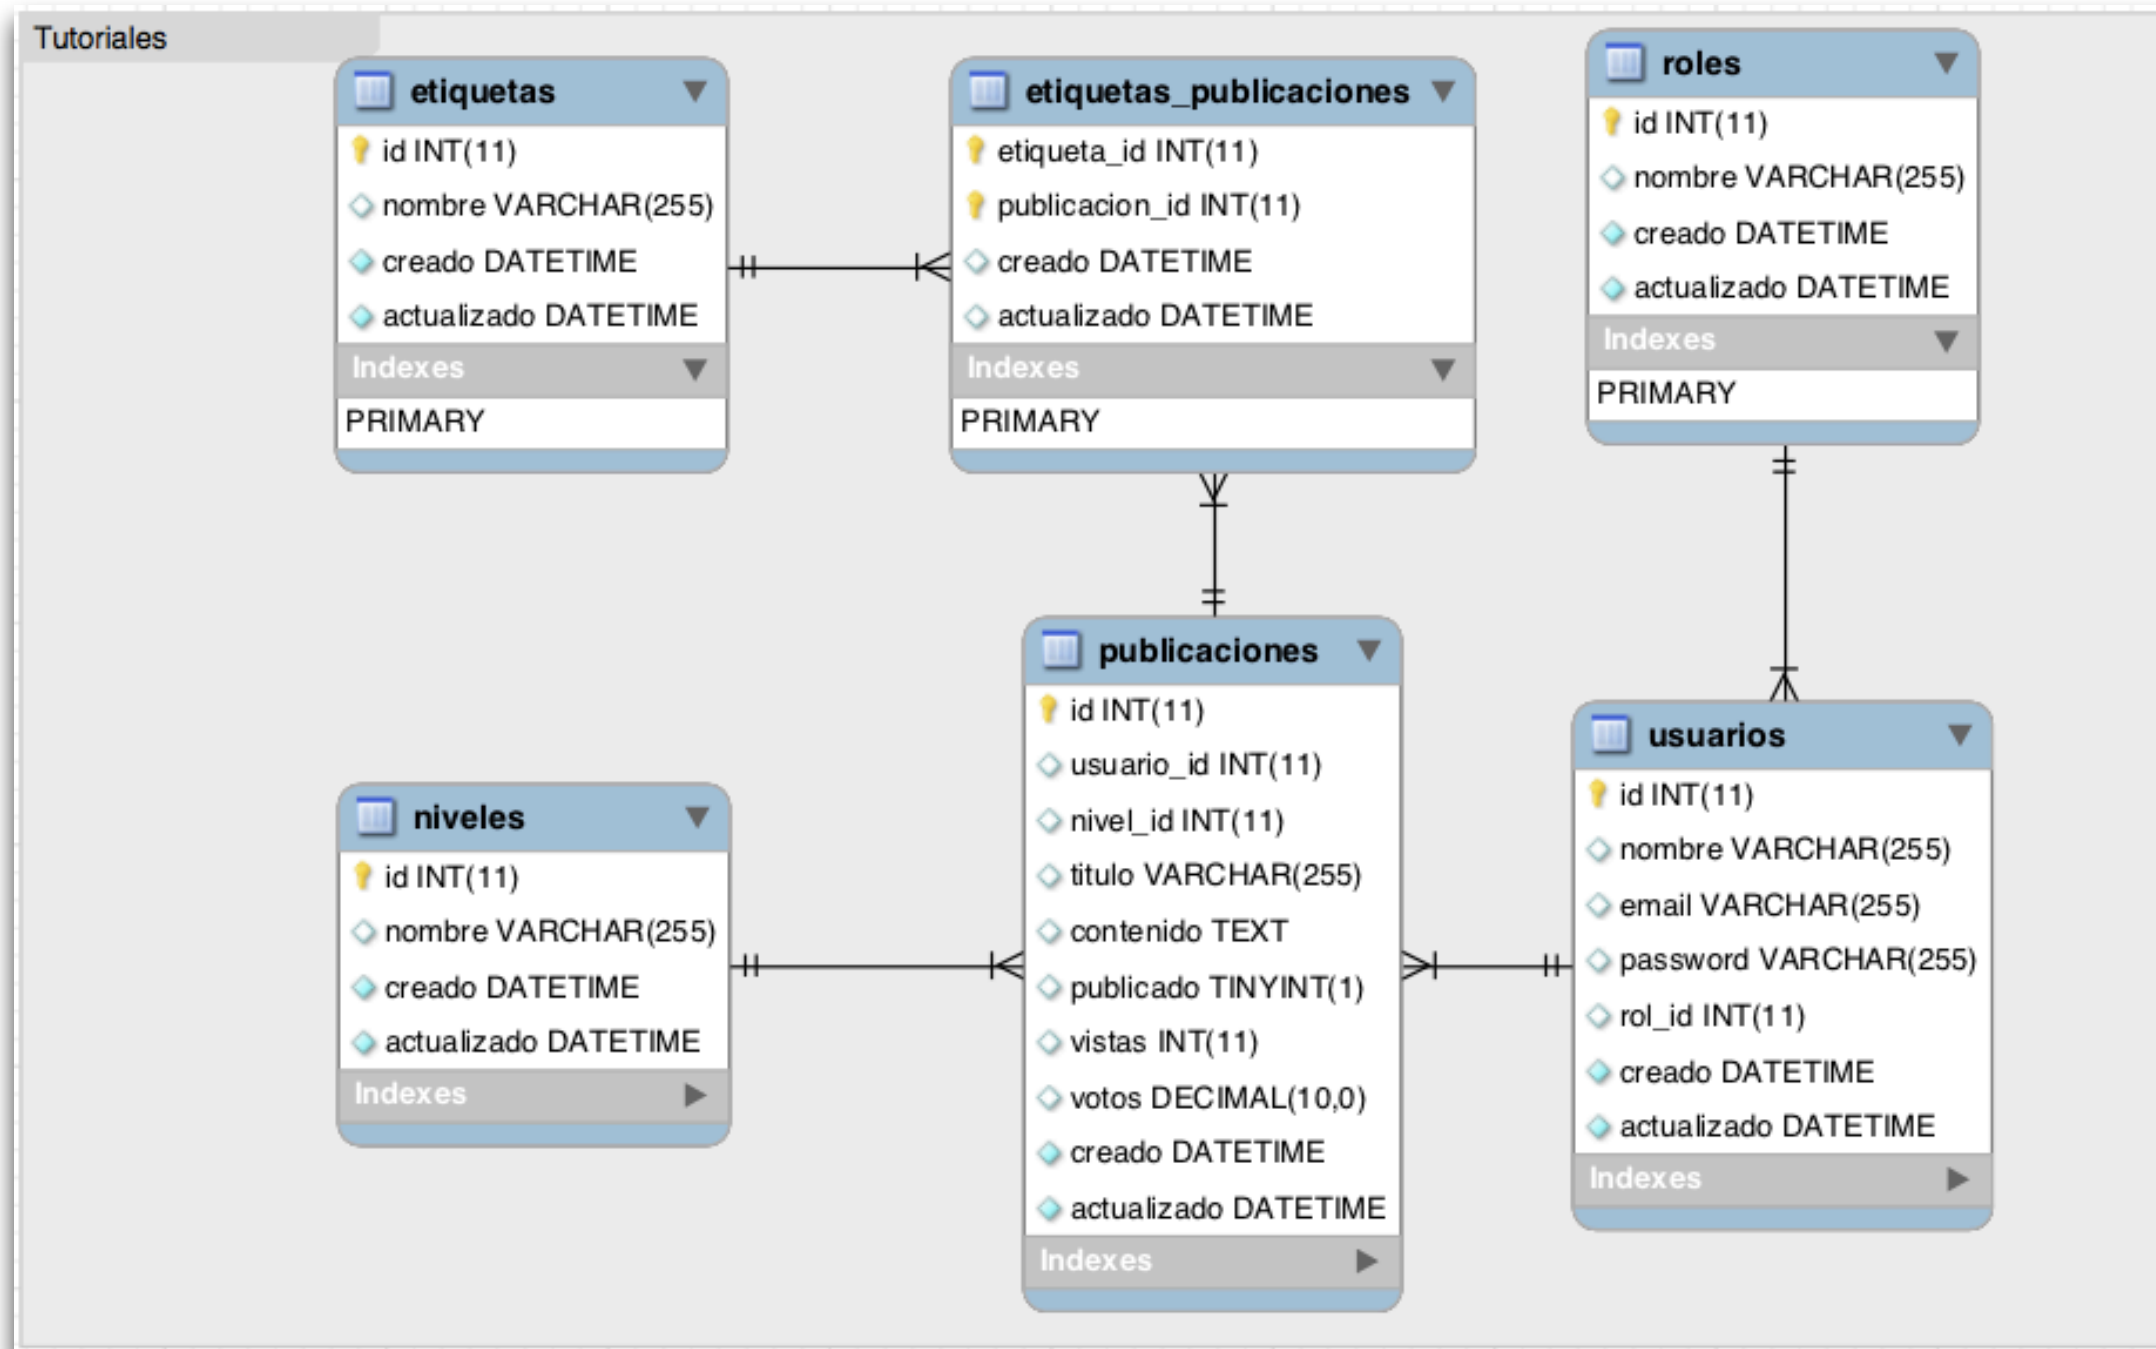 Tutoriales
etiquetas
id INT(11)
nombre VARCHAR(255)
creado DATETIME
actualizado DATETIME
Indexes
PRIMARY
etiquetas_publicaciones
etiqueta_id INT(11)
publicacion_id INT(11)
creado DATETIME
actualizado DATETIME
Indexes
PRIMARY
roles
id INT(11)
nombre VARCHAR(255)
creado DATETIME
actualizado DATETIME
Indexes
PRIMARY
niveles
id INT(11)
nombre VARCHAR(255)
creado DATETIME
actualizado DATETIME
Indexes
publicaciones
id INT(11)
usuario_id INT(11)
nivel_id INT(11)
titulo VARCHAR(255)
contenido TEXT
publicado TINYINT(1)
vistas INT(11)
votos DECIMAL(10,0)
creado DATETIME
actualizado DATETIME
Indexes
usuarios
id INT(11)
nombre VARCHAR(255)
email VARCHAR(255)
password VARCHAR(255)
rol_id INT(11)
creado DATETIME
actualizado DATETIME
Indexes